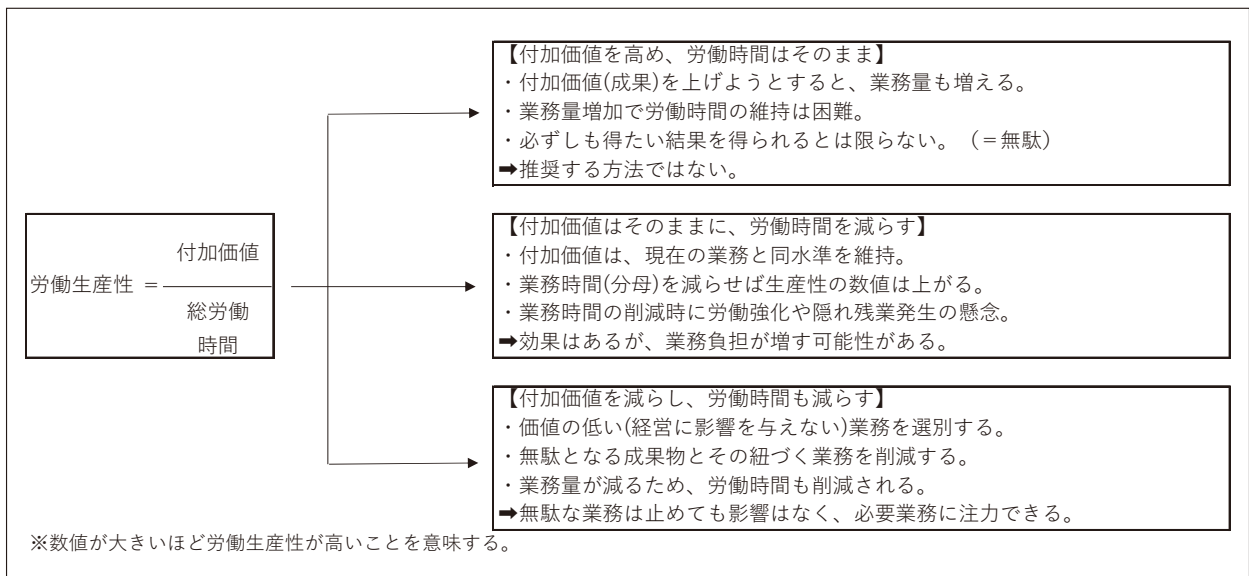 【付加価値を高め、労働時間はそのまま】
・付加価値(成果)を上げようとすると、業務量も増える。
・業務量増加で労働時間の維持は困難。
・必ずしも得たい結果を得られるとは限らない。（＝無駄）
➡推奨する方法ではない。
労働生産性 ＝
付加価値
総労働
時間
【付加価値はそのままに、労働時間を減らす】
・付加価値は、現在の業務と同水準を維持。
・業務時間(分母)を減らせば生産性の数値は上がる。
・業務時間の削減時に労働強化や隠れ残業発生の懸念。
➡効果はあるが、業務負担が増す可能性がある。
【付加価値を減らし、労働時間も減らす】
・価値の低い(経営に影響を与えない)業務を選別する。
・無駄となる成果物とその紐づく業務を削減する。
・業務量が減るため、労働時間も削減される。
➡無駄な業務は止めても影響はなく、必要業務に注力できる。
※数値が大きいほど労働生産性が高いことを意味する。